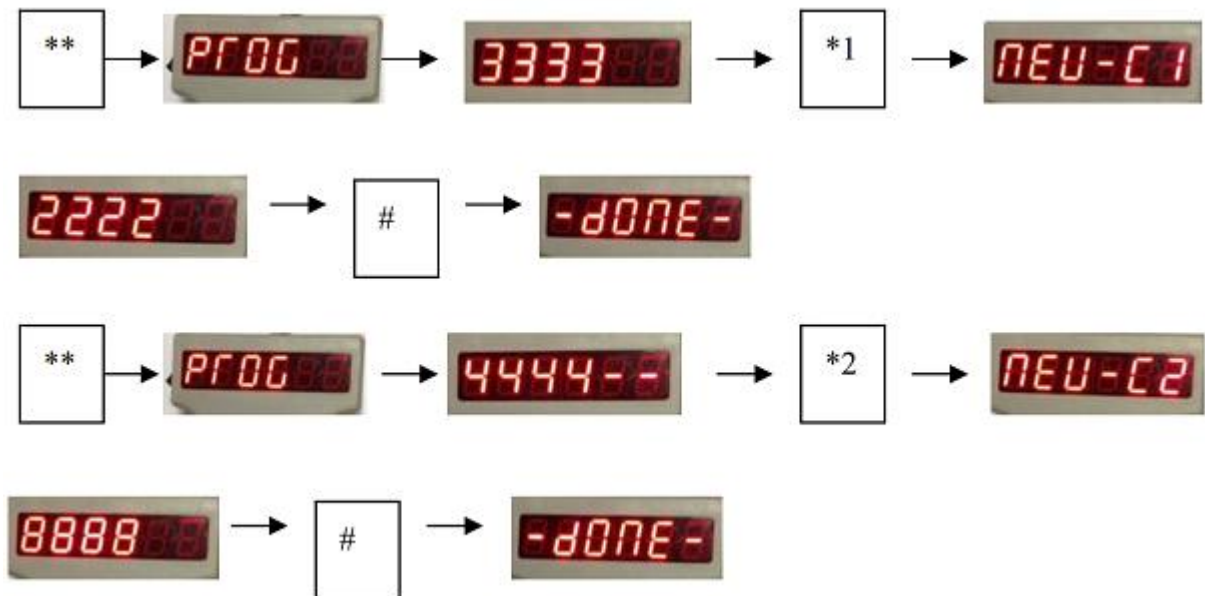 ** PrOG 3333 *1 NEU-C1
2222 # -dONE-
** PrOG 4444-- *2 NEU-C2
8888 # -dONE-